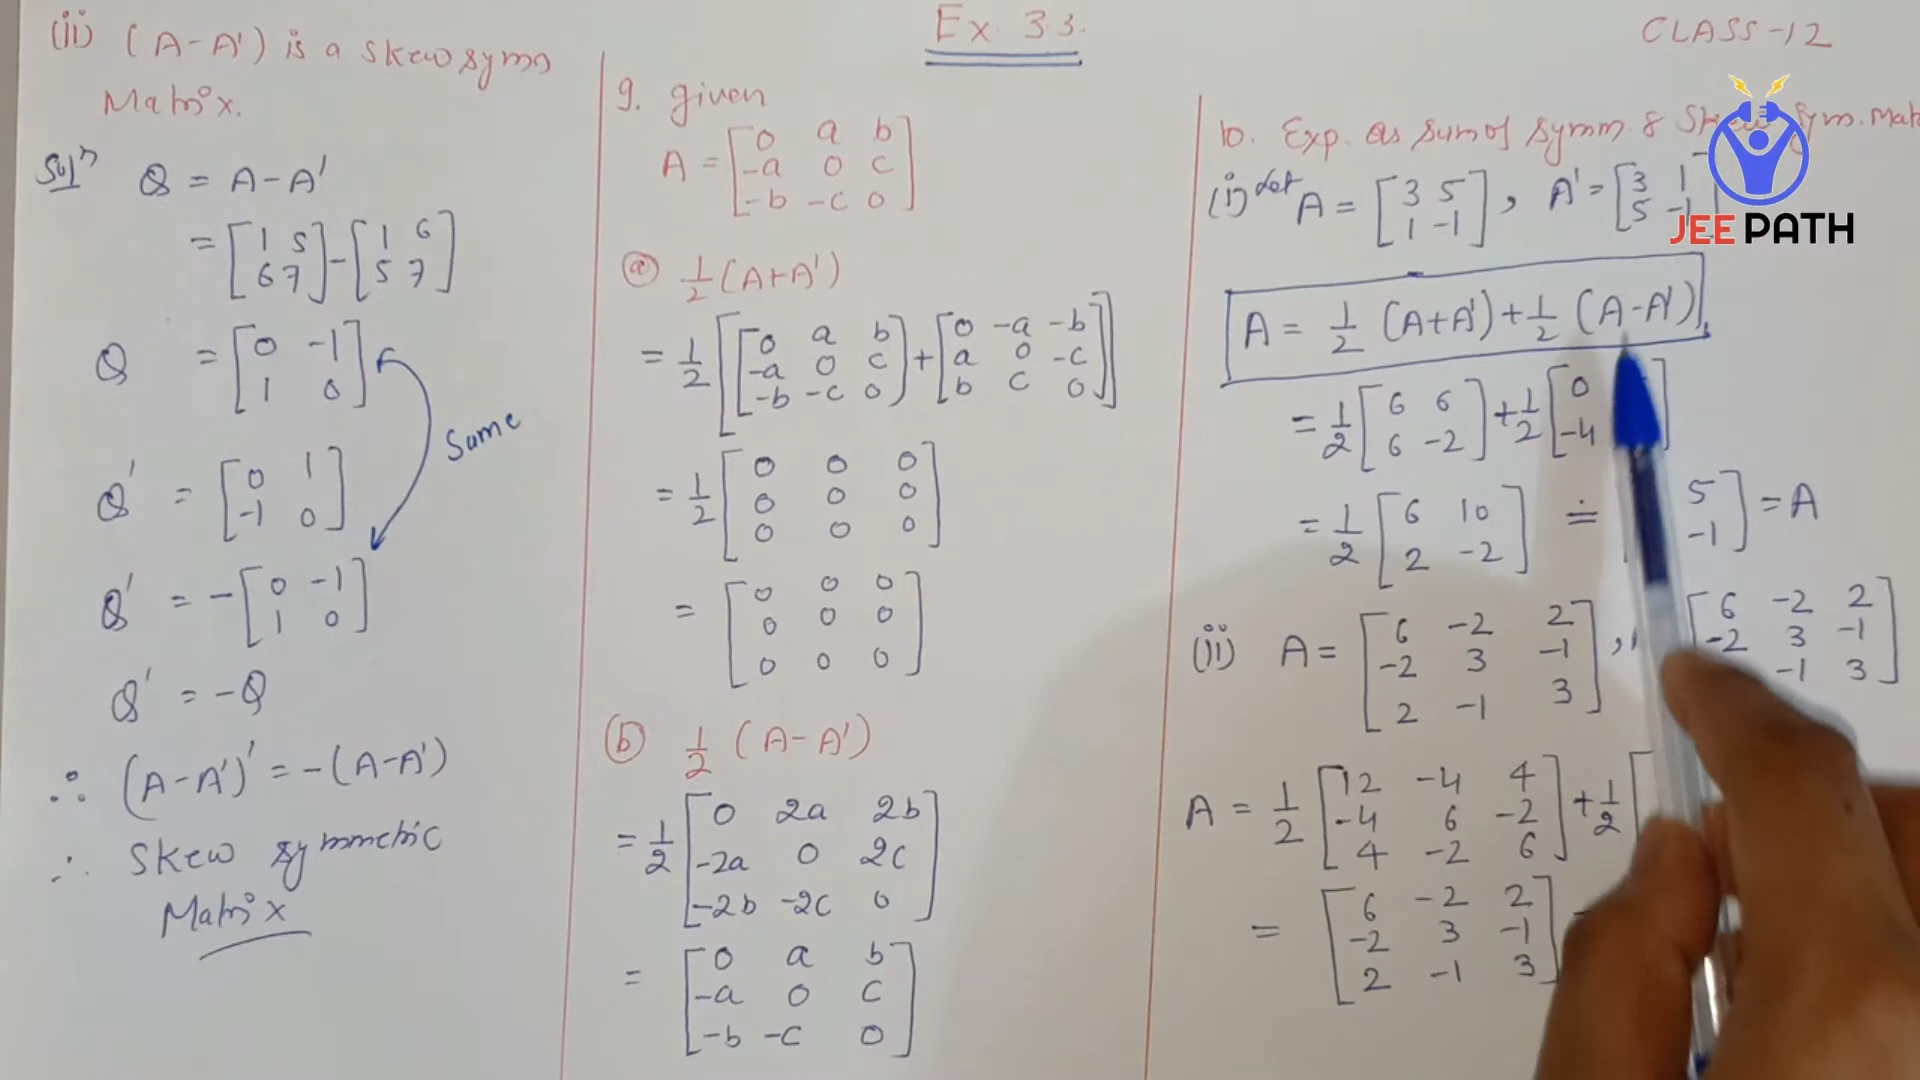 Ex. 3.3.
CLASS-12
(ii) (A-A') is a skew symm
Matrix.
Solⁿ Q = A-A'
= [1 5
6 7] - [1 6
5 7]
Q = [0 -1
1 0]
Same
Q' = [0 1
-1 0]
Q' = -[0 -1
1 0]
Q' = -Q
∴ (A-A')' = -(A-A')
∴ Skew symmetric
Matrix
9. given
A = [0 a b
-a 0 c
-b -c 0]
(a) 1/2 (A+A')
= 1/2 [[0 a b
-a 0 c
-b -c 0] + [0 -a -b
a 0 -c
b c 0]]
= 1/2 [0 0 0
0 0 0
0 0 0]
= [0 0 0
0 0 0
0 0 0]
(b) 1/2 (A-A')
= 1/2 [0 2a 2b
-2a 0 2c
-2b -2c 0]
= [0 a b
-a 0 c
-b -c 0]
10. Exp. as sum of symm. & Sym. Mat
(i) let A = [3 5
1 -1], A' = [3 1
5 -1
JEE PATH
A = 1/2 (A+A') + 1/2 (A-A')
= 1/2 [6 6
6 -2] + 1/2 [0
-4 ]
= 1/2 [6 10
2 -2] = 5
-1] = A
(ii) A = [6 -2 2
-2 3 -1
2 -1 3], [6 -2 2
-2 3 -1
-1 3]
A = 1/2 [12 -4 4
-4 6 -2
4 -2 6] + 1/2 [
= [6 -2 2
-2 3 -1
2 -1 3]